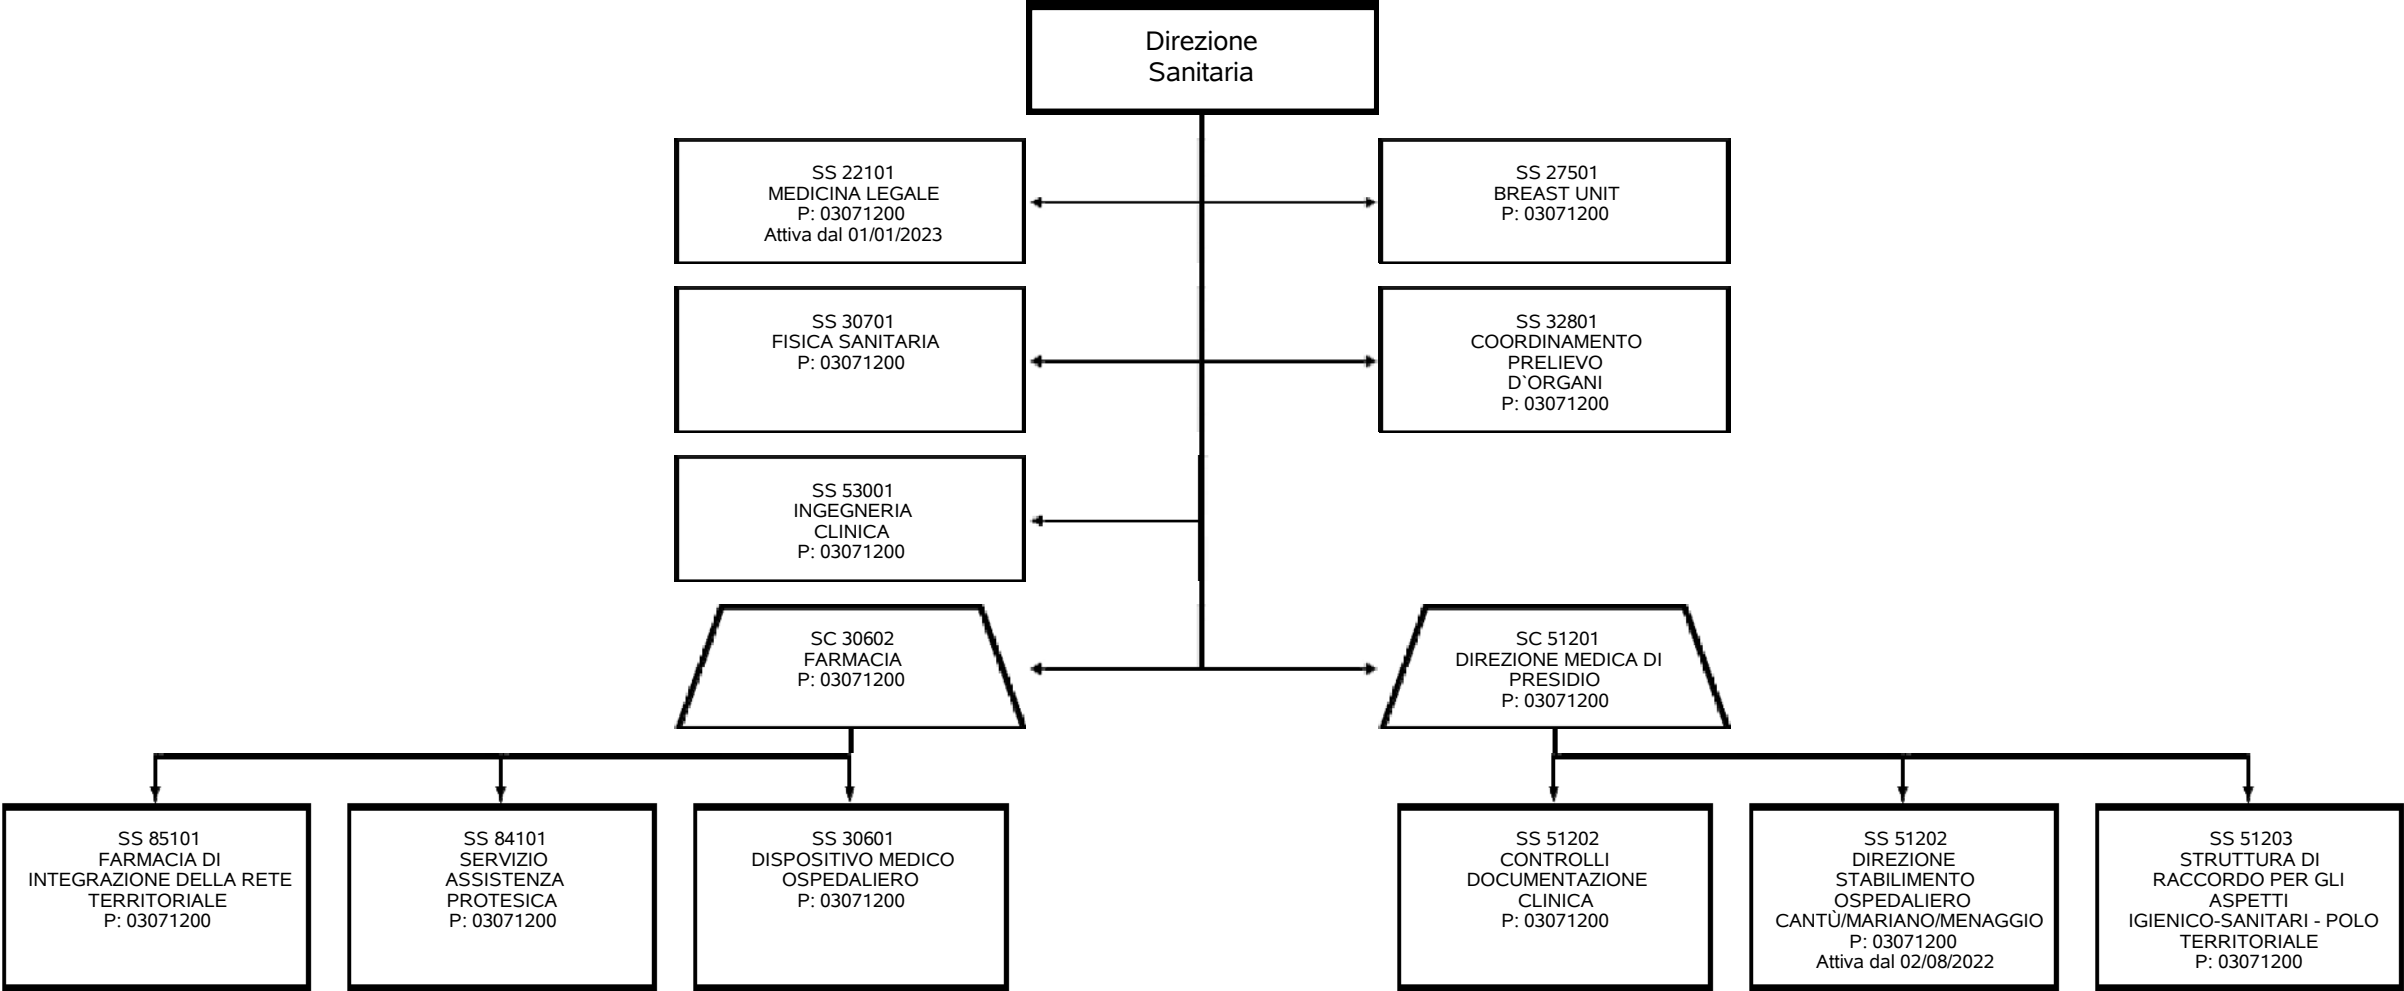 Direzione
Sanitaria
SS 22101
MEDICINA LEGALE
P: 03071200
Attiva dal 01/01/2023
SS 27501
BREAST UNIT
P: 03071200
SS 30701
FISICA SANITARIA
P: 03071200
SS 32801
COORDINAMENTO
PRELIEVO
D`ORGANI
P: 03071200
SS 53001
INGEGNERIA
CLINICA
P: 03071200
SC 30602
FARMACIA
P: 03071200
SC 51201
DIREZIONE MEDICA DI
PRESIDIO
P: 03071200
SS 85101
FARMACIA DI
INTEGRAZIONE DELLA RETE
TERRITORIALE
P: 03071200
SS 84101
SERVIZIO
ASSISTENZA
PROTESICA
P: 03071200
SS 30601
DISPOSITIVO MEDICO
OSPEDALIERO
P: 03071200
SS 51202
CONTROLLI
DOCUMENTAZIONE
CLINICA
P: 03071200
SS 51202
DIREZIONE
STABILIMENTO
OSPEDALIERO
CANTÙ/MARIANO/MENAGGIO
P: 03071200
Attiva dal 02/08/2022
SS 51203
STRUTTURA DI
RACCORDO PER GLI
ASPETTI
IGIENICO-SANITARI - POLO
TERRITORIALE
P: 03071200